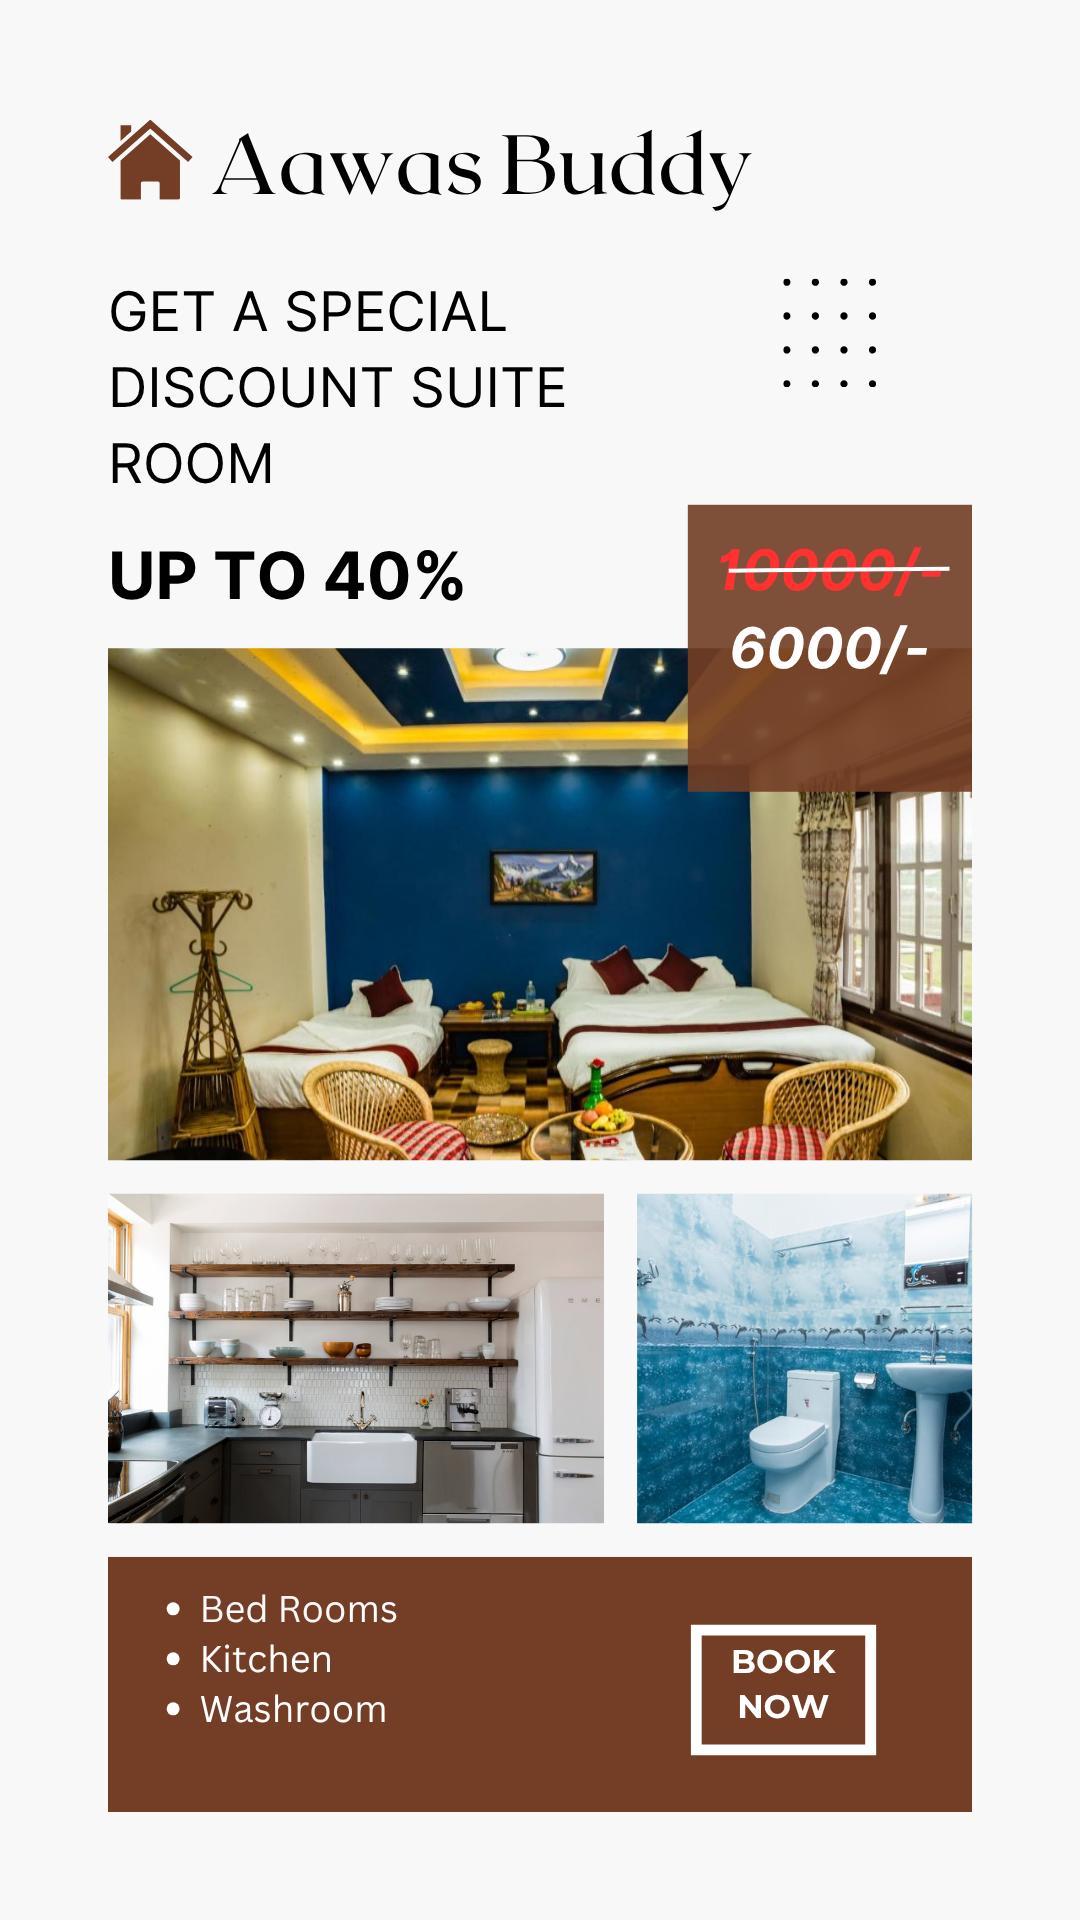 Aawas Buddy
GET A SPECIAL
DISCOUNT SUITE
ROOM
UP TO 40%
10000/-
6000/-
• Bed Rooms
• Kitchen
• Washroom
BOOK
NOW